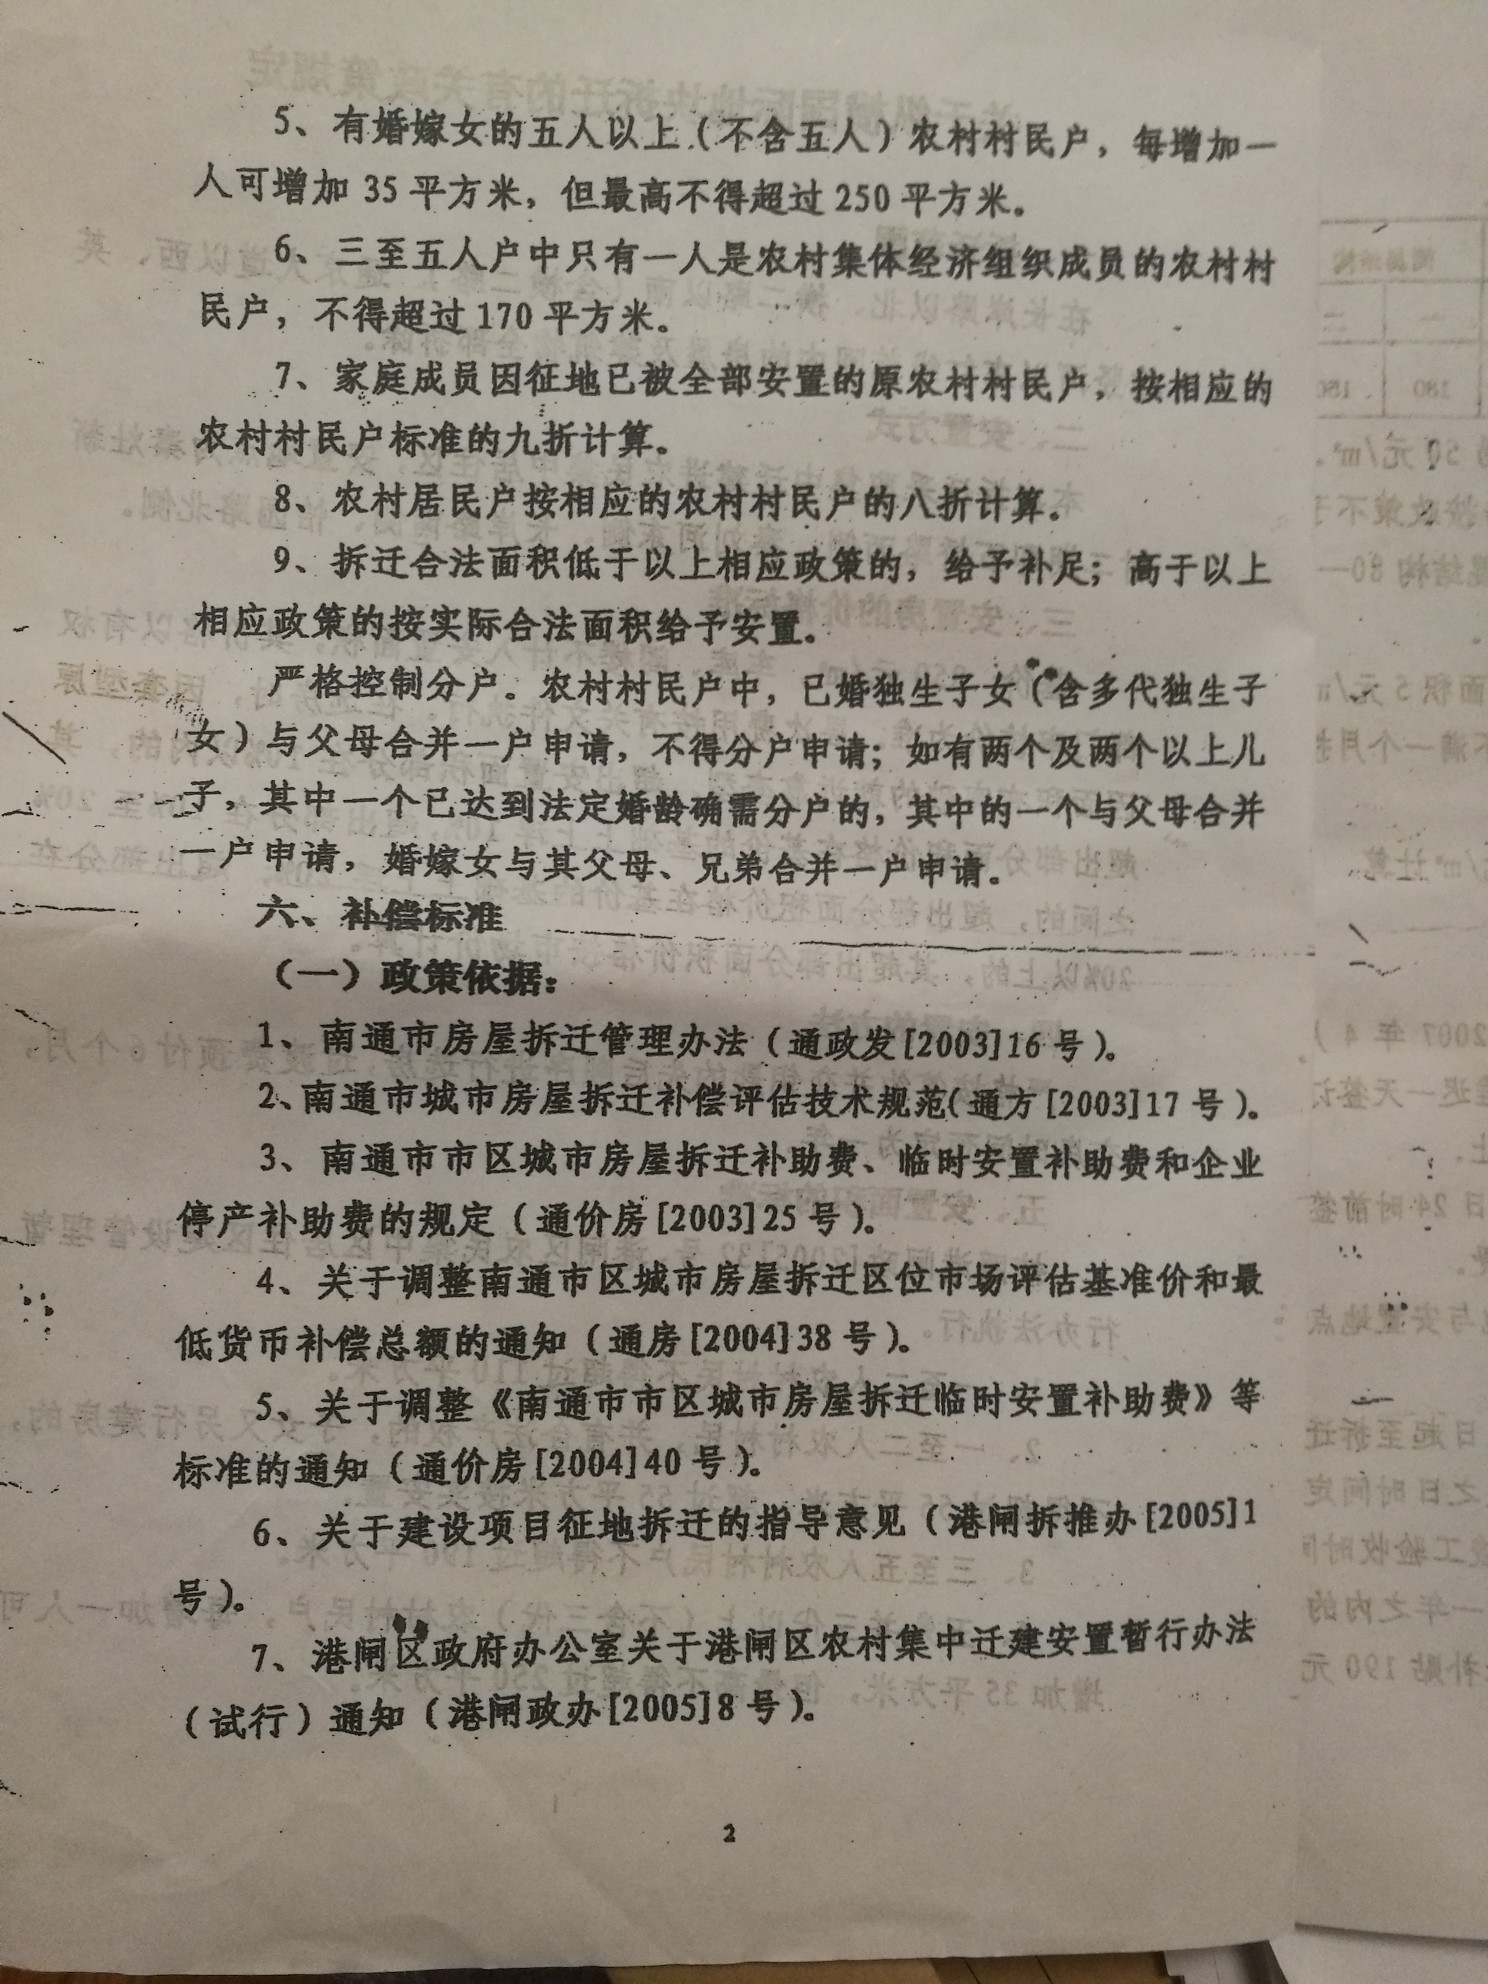 5、有婚嫁女的五人以上（不含五人）农村村民户，每增加一
人可增加 35 平方米，但最高不得超过 250 平方米。
6、三至五人户中只有一人是农村集体经济组织成员的农村村
民户，不得超过 170 平方米。
7、家庭成员因征地已被全部安置的原农村村民户，按相应的
农村村民户标准的九折计算。
8、农村居民户按相应的农村村民户的八折计算。
9、拆迁合法面积低于以上相应政策的，给予补足；高于以上
相应政策的按实际合法面积给予安置。
严格控制分户。农村村民户中，已婚独生子女（含多代独生子
女）与父母合并一户申请，不得分户申请；如有两个及两个以上儿
子，其中一个已达到法定婚龄确需分户的，其中的一个与父母合并
一户申请，婚嫁女与其父母、兄弟合并一户申请。
六、补偿标准
（一）政策依据：
1、南通市房屋拆迁管理办法（通政发[2003]16 号）。
2、南通市城市房屋拆迁补偿评估技术规范（通方[2003]17 号）。
3、南通市市区城市房屋拆迁补助费、临时安置补助费和企业
停产补助费的规定（通价房[2003]25 号）。
4、关于调整南通市区城市房屋拆迁区位市场评估基准价和最
低货币补偿总额的通知（通房[2004]38 号）。
5、关于调整《南通市市区城市房屋拆迁临时安置补助费》等
标准的通知（通价房[2004]40 号）。
6、关于建设项目征地拆迁的指导意见（港闸拆推办[2005]1
号）。
7、港闸区政府办公室关于港闸区农村集中迁建安置暂行办法
（试行）通知（港闸政办[2005]8 号）。
2